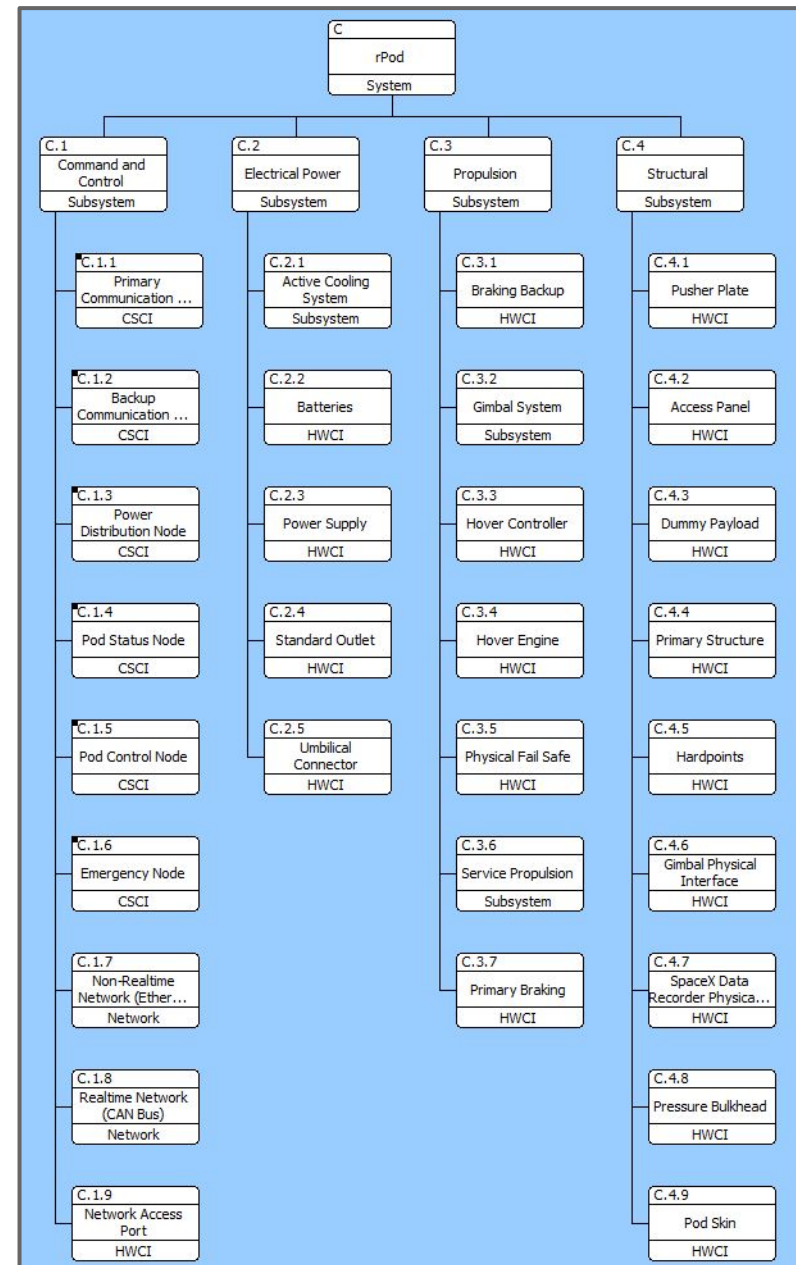 C
rPod
System
C.1
Command and
Control
Subsystem
C.2
Electrical Power
Subsystem
C.3
Propulsion
Subsystem
C.4
Structural
Subsystem
C.1.1
Primary
Communication ...
CSCI
C.1.2
Backup
Communication ...
CSCI
C.1.3
Power
Distribution Node
CSCI
C.1.4
Pod Status Node
CSCI
C.1.5
Pod Control Node
CSCI
C.1.6
Emergency Node
CSCI
C.1.7
Non-Realtime
Network (Ether...
Network
C.1.8
Realtime Network
(CAN Bus)
Network
C.1.9
Network Access
Port
HWCI
C.2.1
Active Cooling
System
Subsystem
C.2.2
Batteries
HWCI
C.2.3
Power Supply
HWCI
C.2.4
Standard Outlet
HWCI
C.2.5
Umbilical
Connector
HWCI
C.3.1
Braking Backup
HWCI
C.3.2
Gimbal System
Subsystem
C.3.3
Hover Controller
HWCI
C.3.4
Hover Engine
HWCI
C.3.5
Physical Fail Safe
HWCI
C.3.6
Service Propulsion
Subsystem
C.3.7
Primary Braking
HWCI
C.4.1
Pusher Plate
HWCI
C.4.2
Access Panel
HWCI
C.4.3
Dummy Payload
HWCI
C.4.4
Primary Structure
HWCI
C.4.5
Hardpoints
HWCI
C.4.6
Gimbal Physical
Interface
HWCI
C.4.7
SpaceX Data
Recorder Physica...
HWCI
C.4.8
Pressure Bulkhead
HWCI
C.4.9
Pod Skin
HWCI